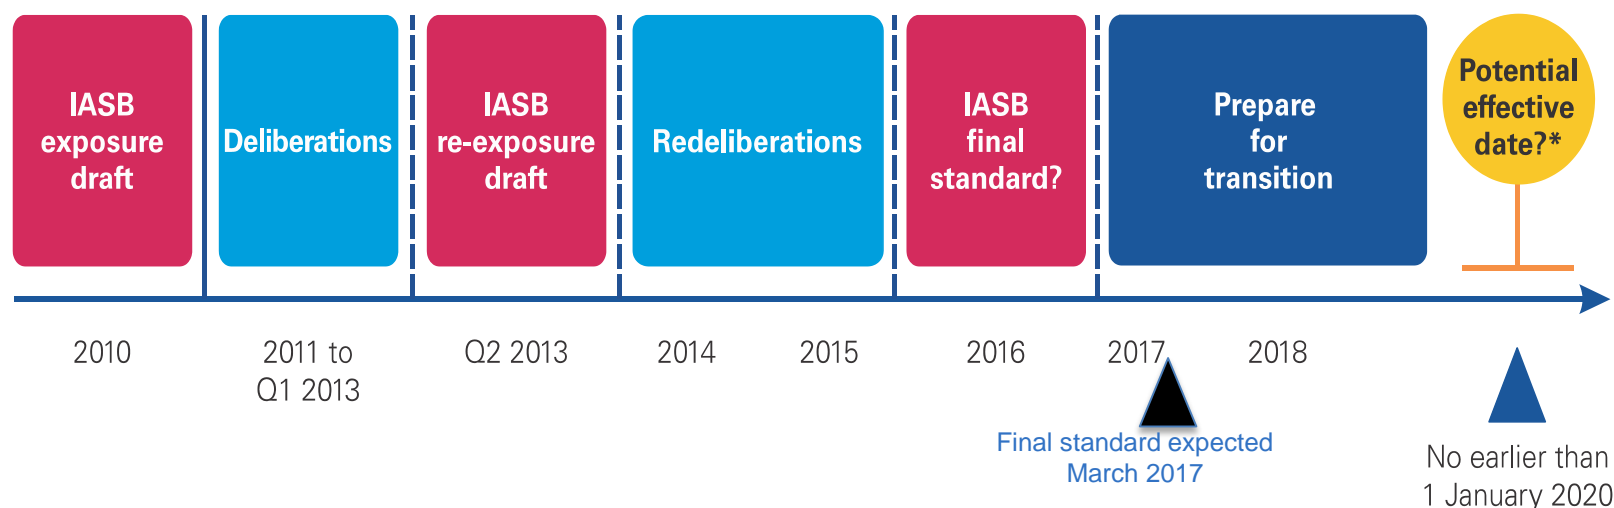 IASB
exposure
draft
Deliberations
IASB
re-exposure
draft
Redeliberations
IASB
final
standard?
Prepare
for
transition
Potential
effective
date?*
2010
2011 to
Q1 2013
Q2 2013
2014
2015
2016
2017
2018
Final standard expected
March 2017
No earlier than
1 January 2020